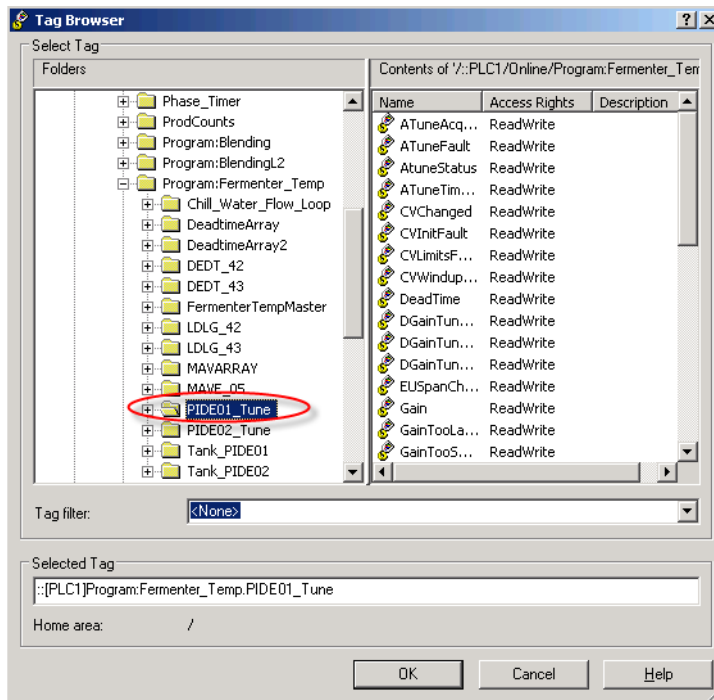 Tag Browser
Select Tag
Folders
Contents of '/::PLC1/Online/Program:Fermenter_Tem
Phase_Timer
ProdCounts
Program:Blending
Program:BlendingL2
Program:Fermenter_Temp
Chill_Water_Flow_Loop
DeadtimeArray
DeadtimeArray2
DEDT_42
DEDT_43
FermenterTempMaster
LDLG_42
LDLG_43
MAVARRAY
MAVE_05
PIDE01_Tune
PIDE02_Tune
Tank_PIDE01
Tank_PIDE02
Name Access Rights Description
ATuneAcq... ReadWrite
ATuneFault ReadWrite
AtuneStatus ReadWrite
ATuneTim... ReadWrite
CVChanged ReadWrite
CVInitFault ReadWrite
CVLimitsF... ReadWrite
CVWindup... ReadWrite
DeadTime ReadWrite
DGainTun... ReadWrite
DGainTun... ReadWrite
DGainTun... ReadWrite
EUSpanCh... ReadWrite
Gain ReadWrite
GainTooLa... ReadWrite
GainTooS... ReadWrite
Tag filter: <None>
Selected Tag
::[PLC1]Program:Fermenter_Temp.PIDE01_Tune
Home area: /
OK Cancel Help